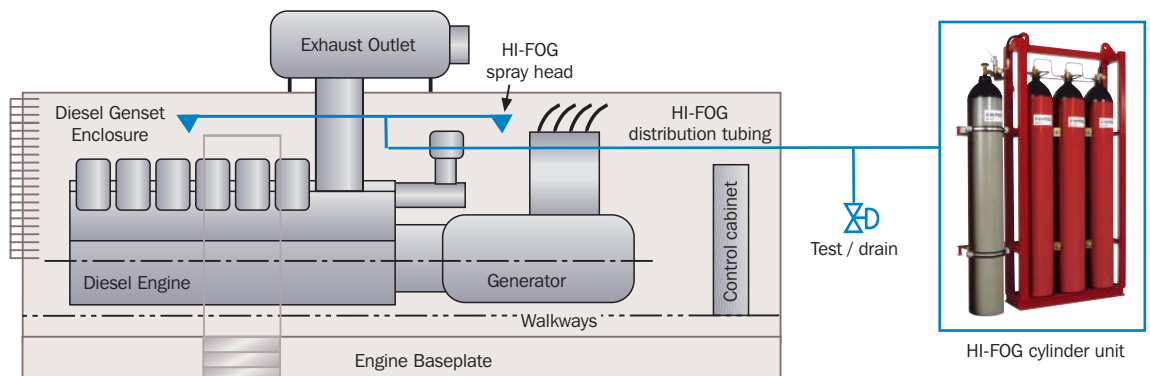 Exhaust Outlet
HI-FOG
spray head
Diesel Genset
Enclosure
HI-FOG
distribution tubing
Control cabinet
Test / drain
Diesel Engine
Generator
Walkways
Engine Baseplate
HI-FOG cylinder unit